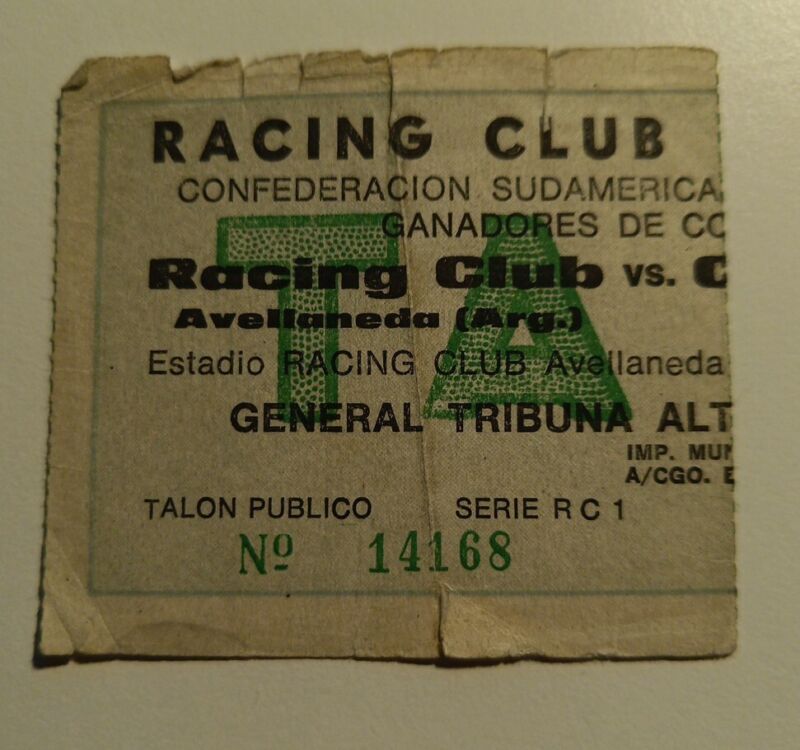 RACING CLUB
CONFEDERACION SUDAMERICA
GANADORES DE CO
Racing Club vs. C
Avellaneda (Arg.)
Estadio RACING CLUB Avellaneda
TA
GENERAL TRIBUNA ALT
IMP. MUN
A/CGO. E
TALON PUBLICO SERIE R C 1
Nº 14168